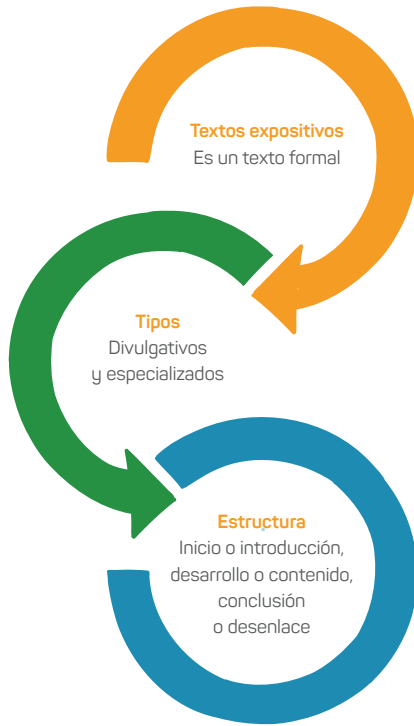 Textos expositivos
Es un texto formal
Tipos
Divulgativos
y especializados
Estructura
Inicio o introducción,
desarrollo o contenido,
conclusión
o desenlace